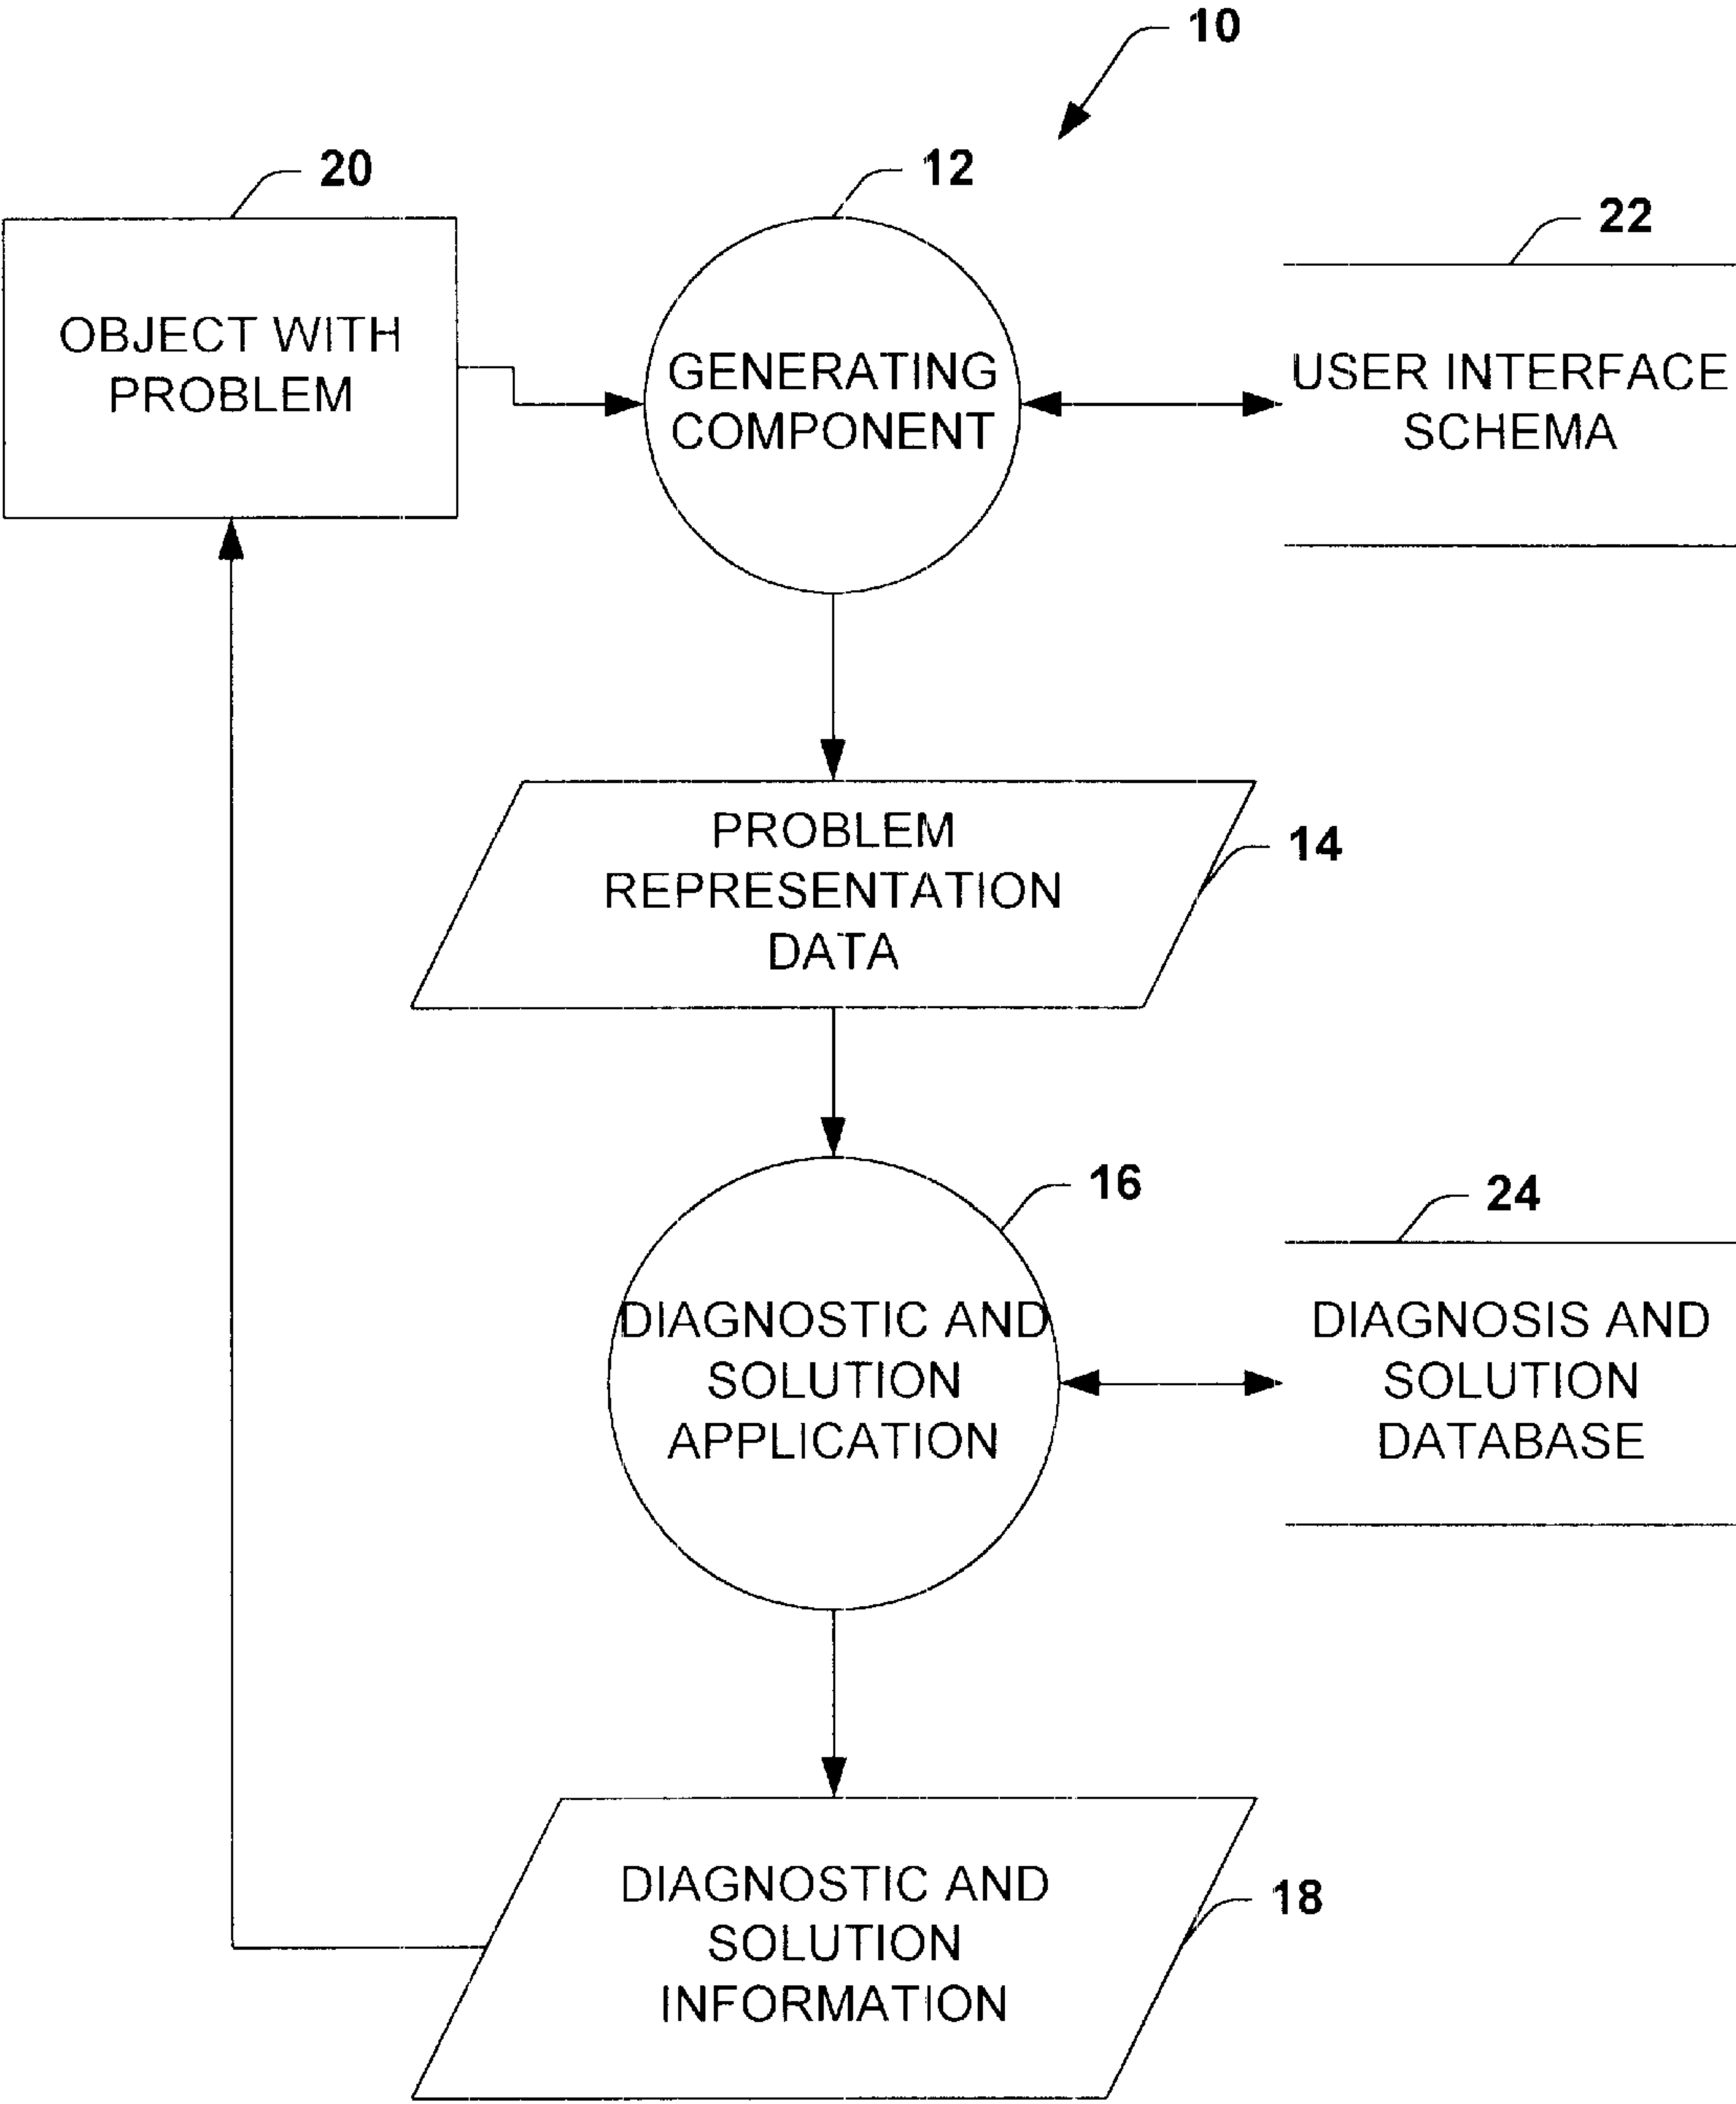 10
20
12
22
OBJECT WITH
PROBLEM
GENERATING
COMPONENT
USER INTERFACE
SCHEMA
PROBLEM
REPRESENTATION
DATA
14
16
24
DIAGNOSTIC AND
SOLUTION
APPLICATION
DIAGNOSIS AND
SOLUTION
DATABASE
DIAGNOSTIC AND
SOLUTION
INFORMATION
18